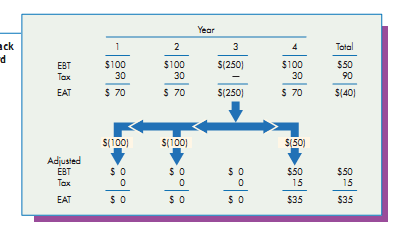 ack
rd
Year
1 2 3 4 Total
EBT $100 $100 $(250) $100 $50
Tax 30 30 — 30 90
EAT $ 70 $ 70 $(250) $ 70 $(40)
$(100) $(100) $(50)
Adjusted
EBT $ 0 $ 0 $ 0 $50 $50
Tax 0 0 0 15 15
EAT $ 0 $ 0 $ 0 $35 $35